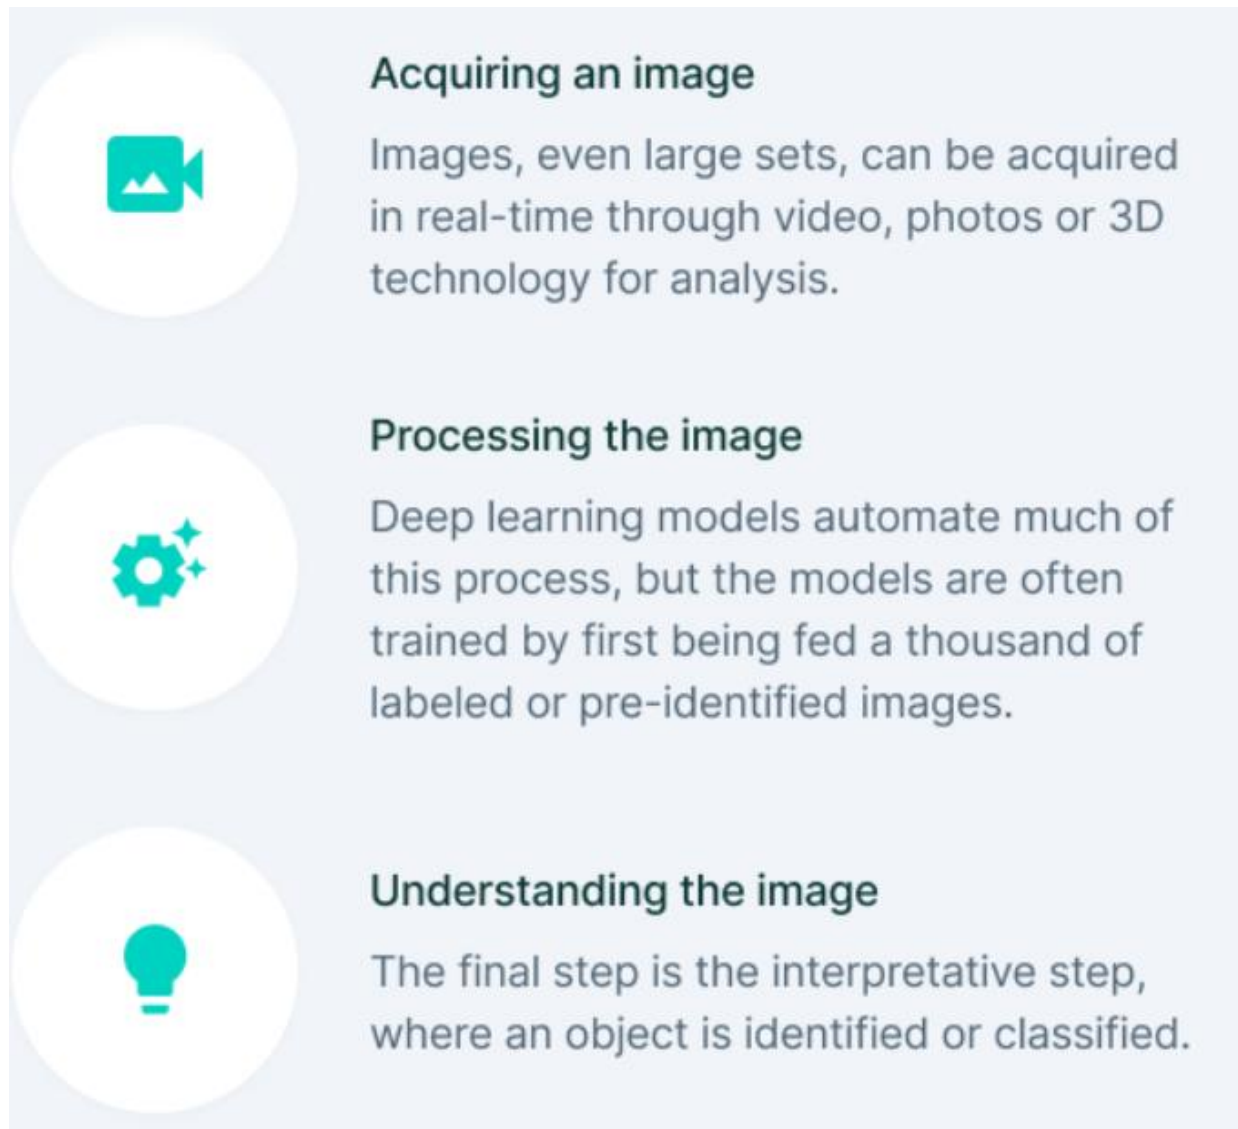 Acquiring an image
Images, even large sets, can be acquired
in real-time through video, photos or 3D
technology for analysis.
Processing the image
Deep learning models automate much of
this process, but the models are often
trained by first being fed a thousand of
labeled or pre-identified images.
Understanding the image
The final step is the interpretative step,
where an object is identified or classified.